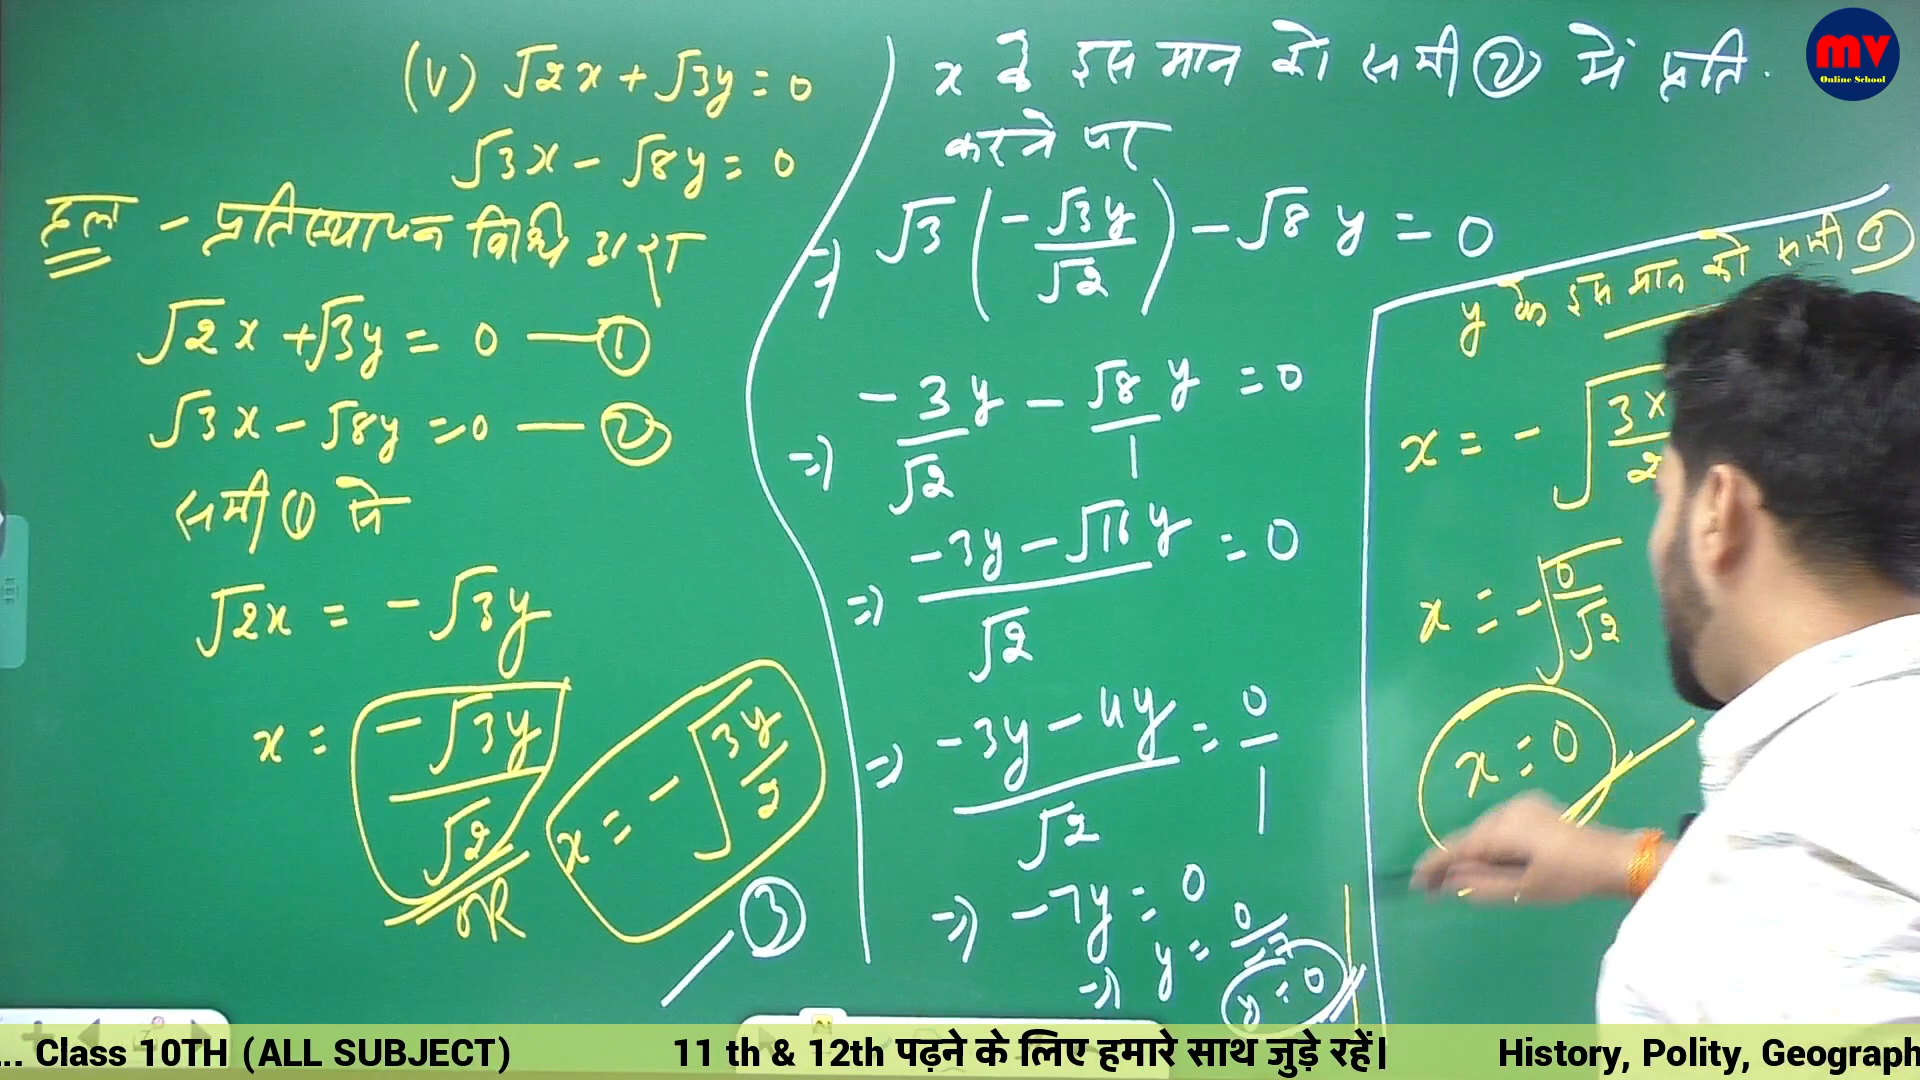 (V) √2x + √3y = 0
√3x - √8y = 0
हल - प्रतिस्थापन विधि द्वारा
√2x + √3y = 0 — ①
√3x - √8y = 0 — ②
समी ① से
√2x = -√3y
x = -√3y/√2
OR
x = -√(3y/2)
③
x के इस मान को समी ② में प्रति.
करने पर
⇒ √3(-√3y/√2) - √8 y = 0
⇒ -3y/√2 - √8y/1 = 0
⇒ (-3y - √16y)/√2 = 0
⇒ (-3y - 4y)/√2 = 0/1
⇒ -7y = 0
⇒ y = 0/-7
y = 0
y के इस मान को समी ③
x = -√(3x/2
x = -√(0/√2
x = 0
mv
Online School
... Class 10TH (ALL SUBJECT) 11 th & 12th पढ़ने के लिए हमारे साथ जुड़े रहें। History, Polity, Geograph